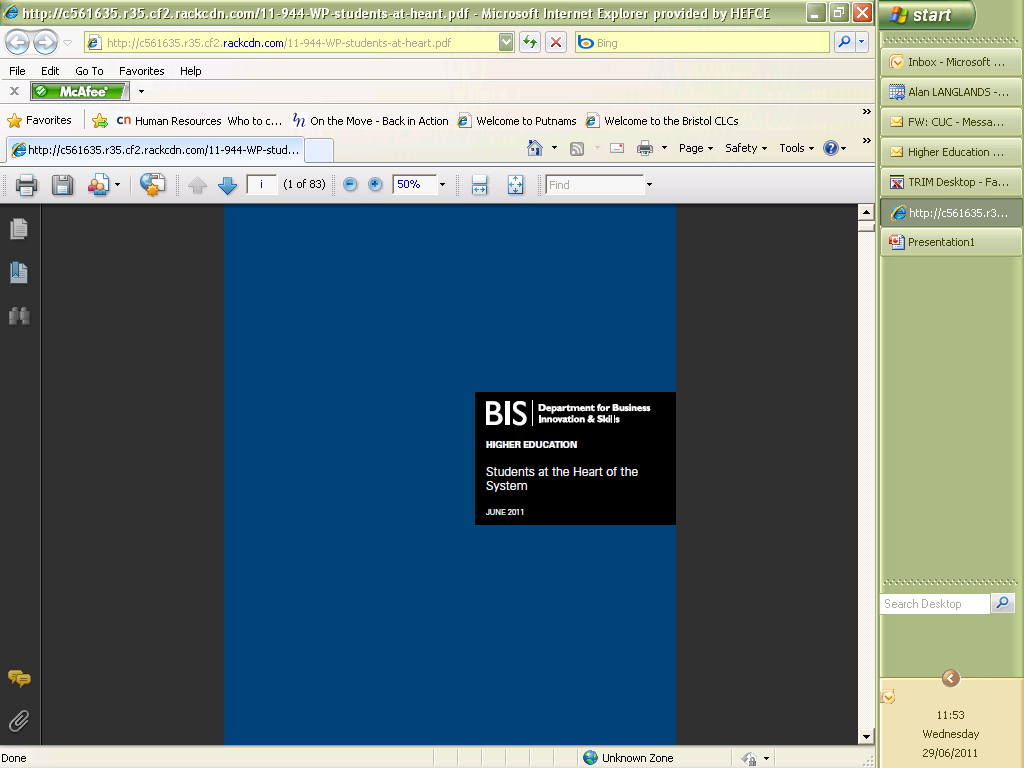 http://c561635.r35.cf2.rackcdn.com/11-944-WP-students-at-heart.pdf - Microsoft Internet Explorer provided by HEFCE
http://c561635.r35.cf2.rackcdn.com/11-944-WP-students-at-heart.pdf
Bing
File Edit Go To Favorites Help
X McAfee
Favorites cn Human Resources Who to c... On the Move - Back in Action Welcome to Putnams Welcome to the Bristol CLCs »
http://c561635.r35.cf2.rackcdn.com/11-944-WP-stud... Page Safety Tools »
i (1 of 83) 50% Find
BIS Department for Business
Innovation & Skills
HIGHER EDUCATION
Students at the Heart of the
System
JUNE 2011
Done Unknown Zone
start
Inbox - Microsoft ...
Alan LANGLANDS -...
FW: CUC - Messa...
Higher Education ...
TRIM Desktop - Fa...
http://c561635.r3...
Presentation1
Search Desktop
11:53
Wednesday
29/06/2011